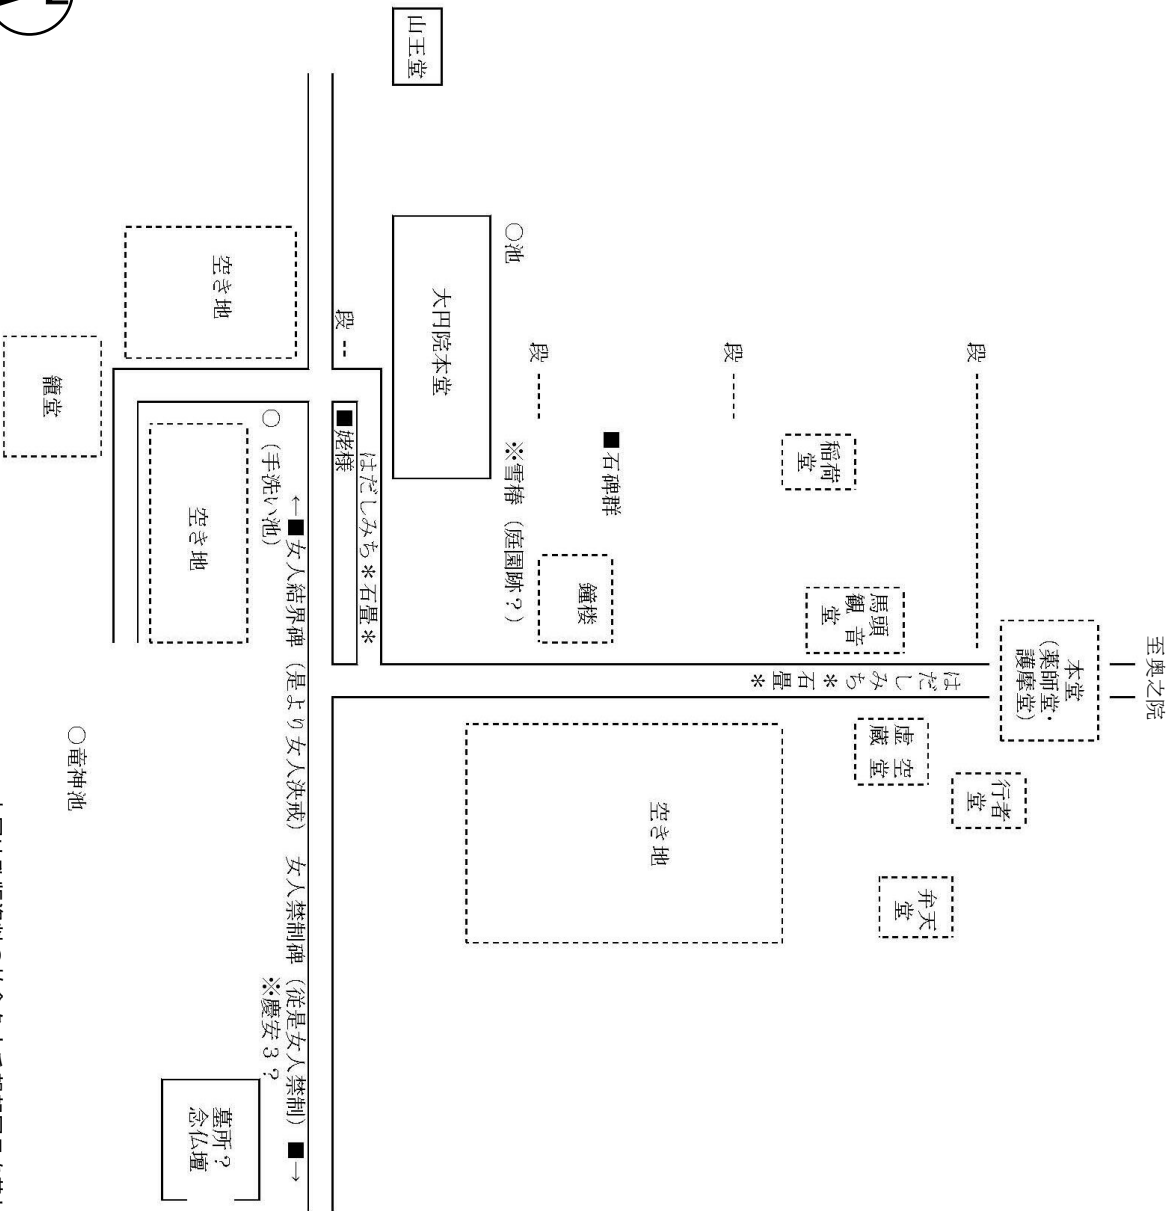 至奥之院
本堂
(薬師堂・
護摩堂)
段
行者
堂
弁天
堂
はだしみち＊石畳＊
虚空
蔵堂
馬頭
観音
堂
稲荷
堂
段
空き地
■石碑群
鐘楼
段
○池
※雪椿（庭園跡？）
大円院本堂
山王堂
はだしみち＊石畳＊
段
■姥様
←■女人結界碑（是より女人決戒）　女人禁制碑（従是女人禁制）■→
※慶安３？
○（手洗い池）
空き地
空き地
墓所？
念仏壇
○竜神池
籠堂